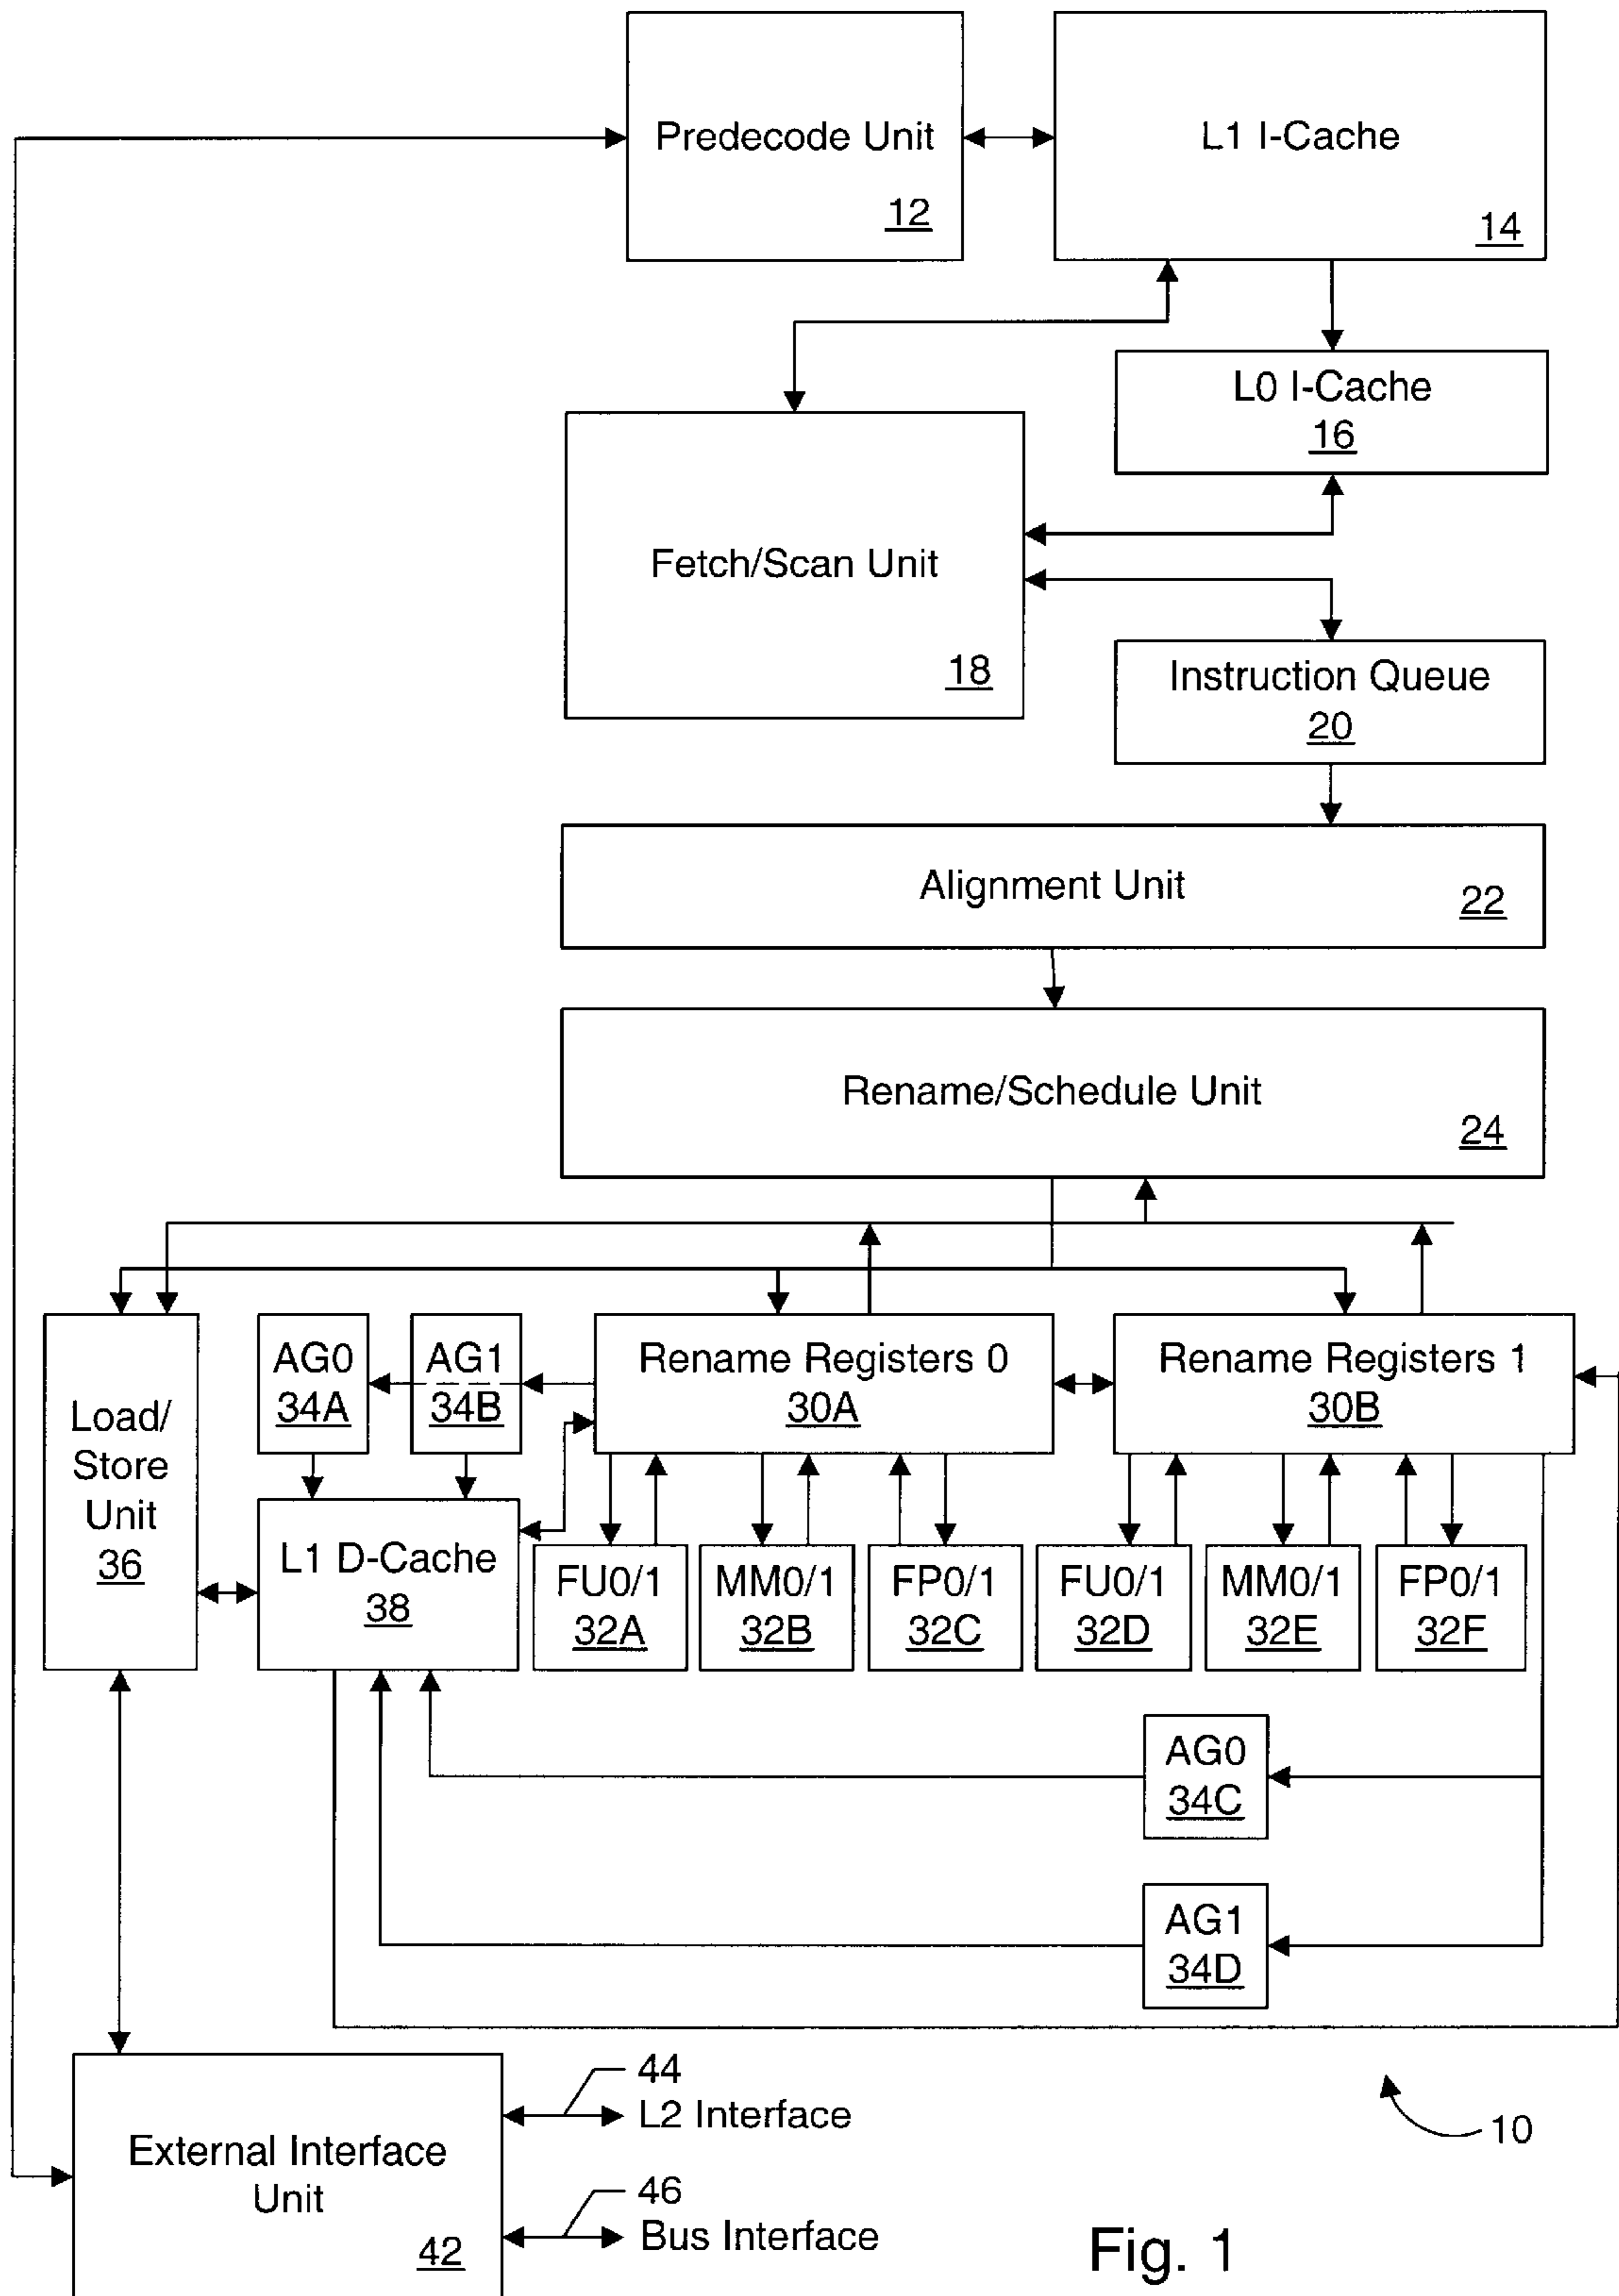 Predecode Unit
12
L1 I-Cache
14
L0 I-Cache
16
Fetch/Scan Unit
18
Instruction Queue
20
Alignment Unit
22
Rename/Schedule Unit
24
Load/
Store
Unit
36
AG0
34A
AG1
34B
Rename Registers 0
30A
Rename Registers 1
30B
L1 D-Cache
38
FU0/1
32A
MM0/1
32B
FP0/1
32C
FU0/1
32D
MM0/1
32E
FP0/1
32F
AG0
34C
AG1
34D
External Interface
Unit
42
44
L2 Interface
46
Bus Interface
10
Fig. 1